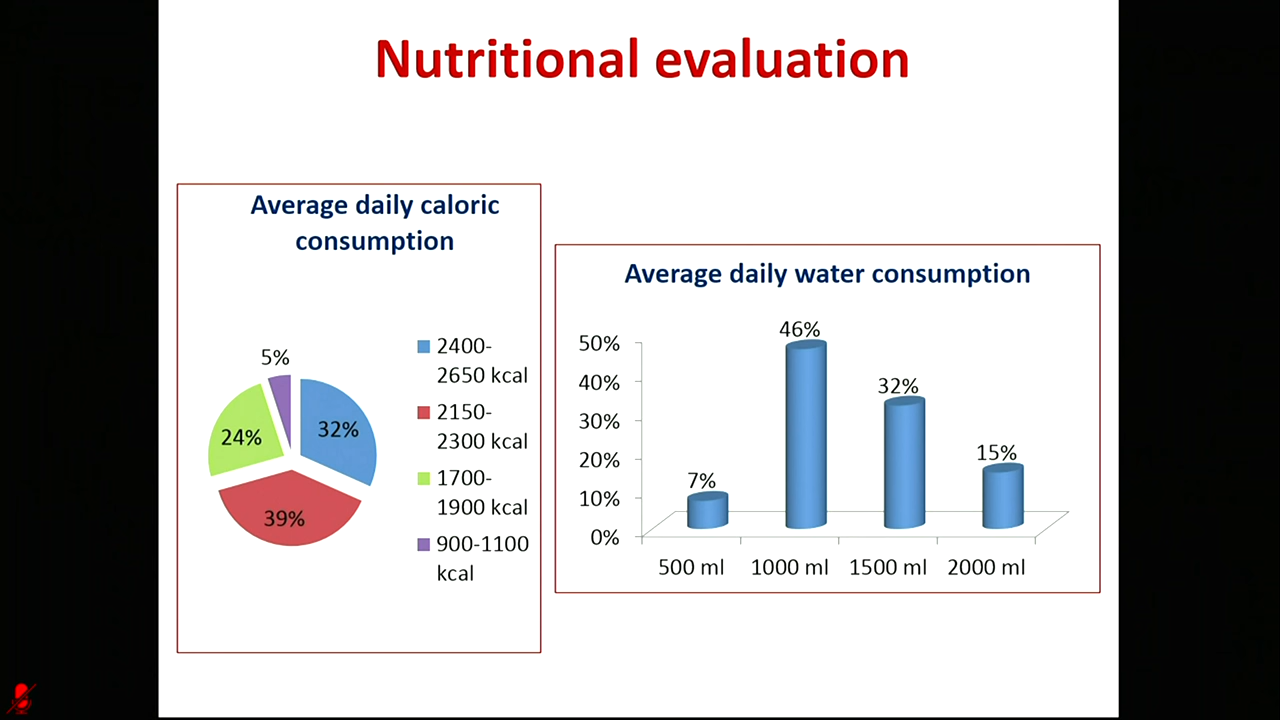 Nutritional evaluation
Average daily caloric
consumption
5%
32%
24%
39%
2400-
2650 kcal
2150-
2300 kcal
1700-
1900 kcal
900-1100
kcal
Average daily water consumption
50%
40%
30%
20%
10%
0%
7%
46%
32%
15%
500 ml
1000 ml
1500 ml
2000 ml